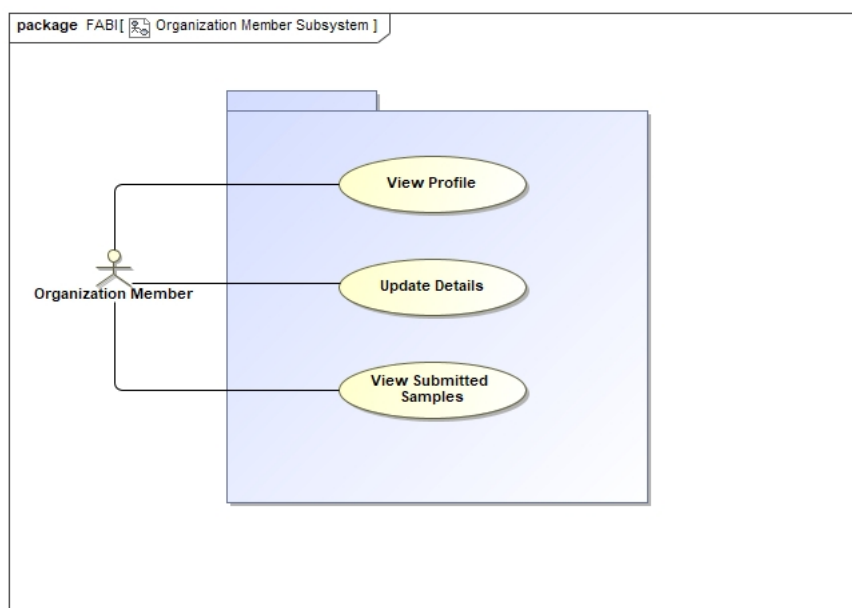 package FABI[ Organization Member Subsystem ]
View Profile
Organization Member
Update Details
View Submitted
Samples